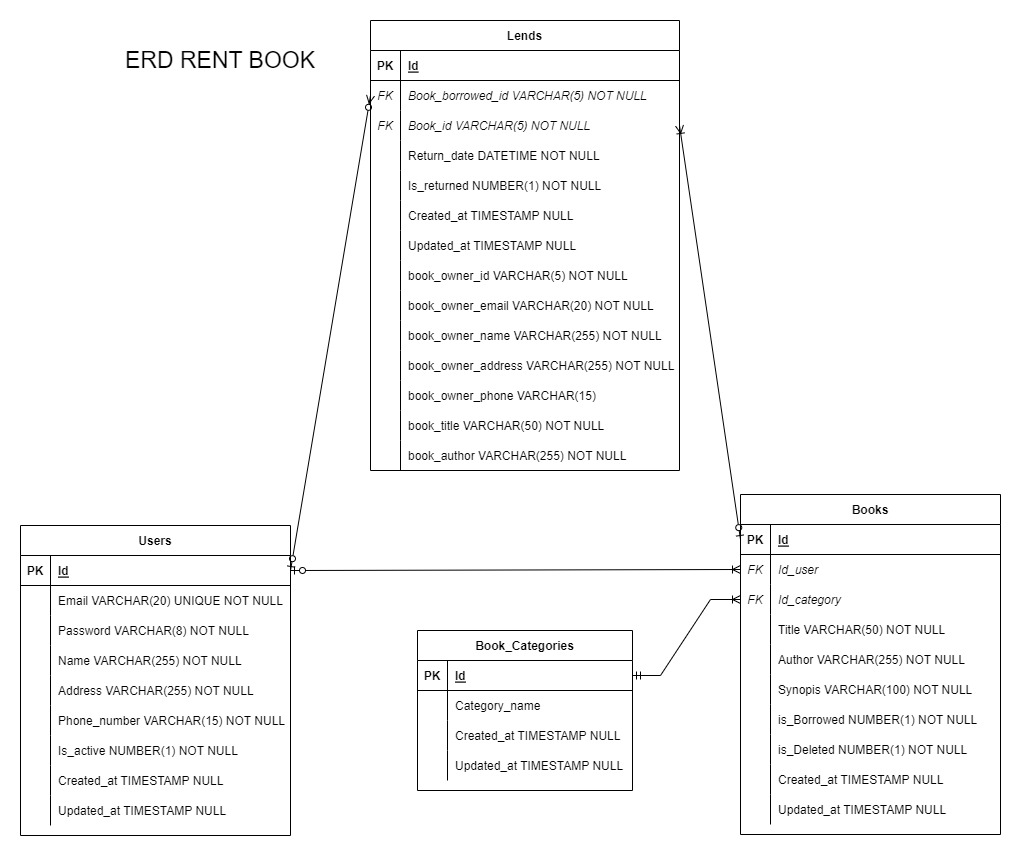 ERD RENT BOOK
Lends
PK Id
FK Book_borrowed_id VARCHAR(5) NOT NULL
FK Book_id VARCHAR(5) NOT NULL
Return_date DATETIME NOT NULL
Is_returned NUMBER(1) NOT NULL
Created_at TIMESTAMP NULL
Updated_at TIMESTAMP NULL
book_owner_id VARCHAR(5) NOT NULL
book_owner_email VARCHAR(20) NOT NULL
book_owner_name VARCHAR(255) NOT NULL
book_owner_address VARCHAR(255) NOT NULL
book_owner_phone VARCHAR(15)
book_title VARCHAR(50) NOT NULL
book_author VARCHAR(255) NOT NULL
Users
PK Id
Email VARCHAR(20) UNIQUE NOT NULL
Password VARCHAR(8) NOT NULL
Name VARCHAR(255) NOT NULL
Address VARCHAR(255) NOT NULL
Phone_number VARCHAR(15) NOT NULL
Is_active NUMBER(1) NOT NULL
Created_at TIMESTAMP NULL
Updated_at TIMESTAMP NULL
Book_Categories
PK Id
Category_name
Created_at TIMESTAMP NULL
Updated_at TIMESTAMP NULL
Books
PK Id
FK Id_user
FK Id_category
Title VARCHAR(50) NOT NULL
Author VARCHAR(255) NOT NULL
Synopis VARCHAR(100) NOT NULL
is_Borrowed NUMBER(1) NOT NULL
is_Deleted NUMBER(1) NOT NULL
Created_at TIMESTAMP NULL
Updated_at TIMESTAMP NULL